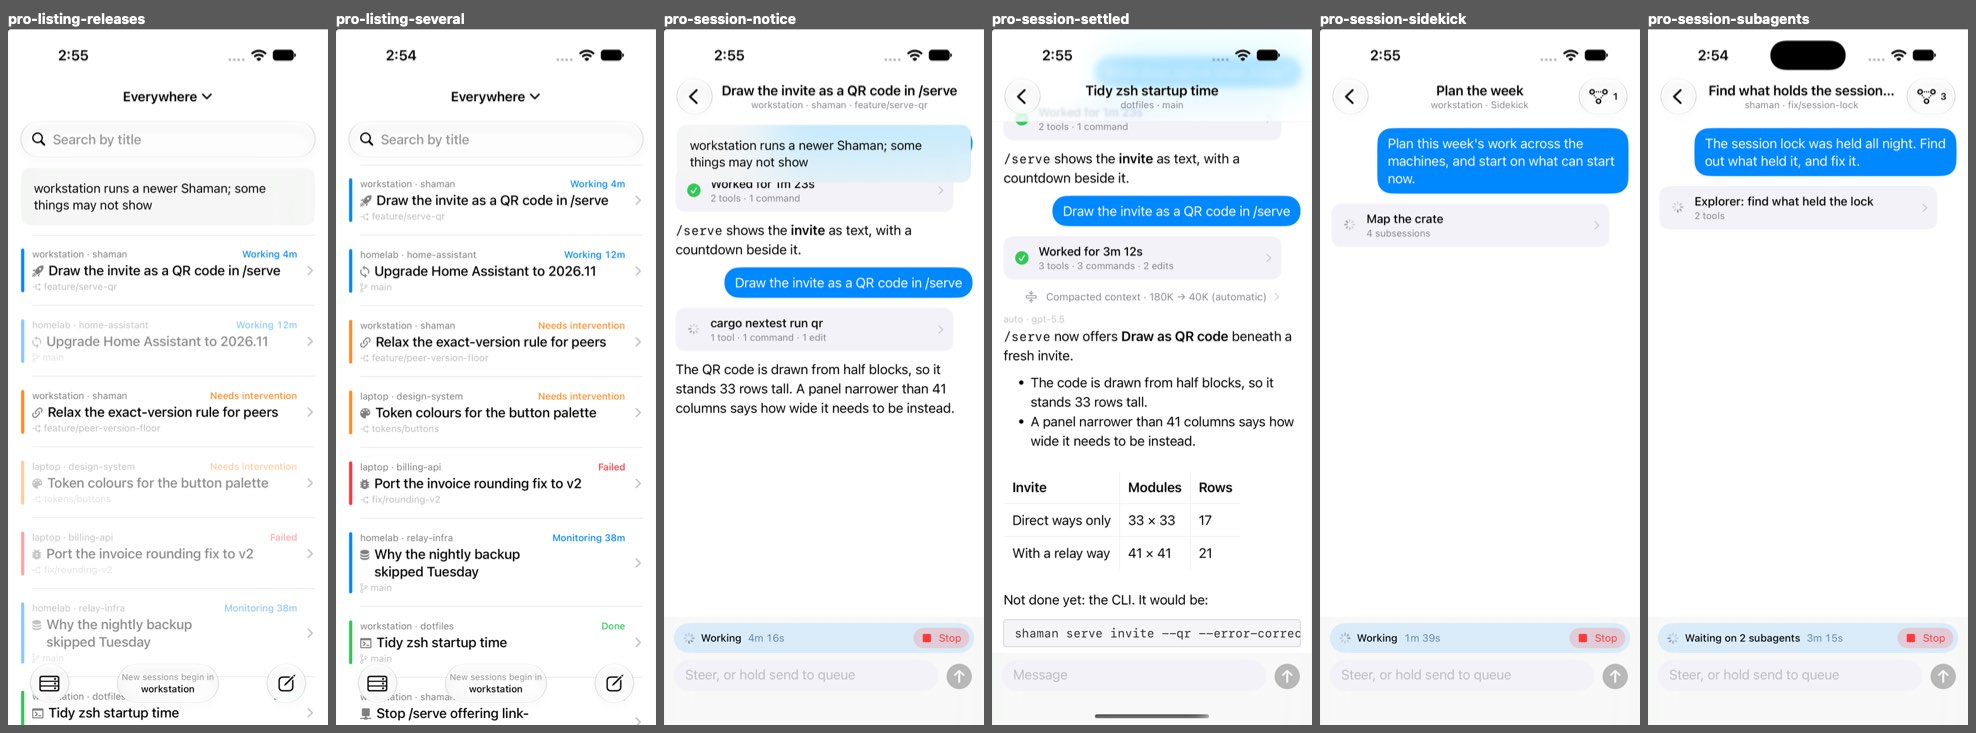 pro-listing-releases
2:55
Everywhere
Search by title
workstation runs a newer Shaman; some
things may not show
workstation · shaman
Working 4m
Draw the invite as a QR code in /serve
feature/serve-qr
homelab · home-assistant
Working 12m
Upgrade Home Assistant to 2026.11
main
workstation · shaman
Needs intervention
Relax the exact-version rule for peers
feature/peer-version-floor
laptop · design-system
Needs intervention
Token colours for the button palette
tokens/buttons
laptop · billing-api
Failed
Port the invoice rounding fix to v2
fix/rounding-v2
homelab · relay-infra
Monitoring 38m
Why the nightly backup
skipped Tuesday
main
New sessions begin in
workstation
Tidy zsh startup time
pro-listing-several
2:54
Everywhere
Search by title
workstation · shaman
Working 4m
Draw the invite as a QR code in /serve
feature/serve-qr
homelab · home-assistant
Working 12m
Upgrade Home Assistant to 2026.11
main
workstation · shaman
Needs intervention
Relax the exact-version rule for peers
feature/peer-version-floor
laptop · design-system
Needs intervention
Token colours for the button palette
tokens/buttons
laptop · billing-api
Failed
Port the invoice rounding fix to v2
fix/rounding-v2
homelab · relay-infra
Monitoring 38m
Why the nightly backup
skipped Tuesday
main
workstation · dotfiles
Done
Tidy zsh startup time
main
New sessions begin in
workstation
Stop /serve offering link-
pro-session-notice
2:55
Draw the invite as a QR code in /serve
workstation · shaman · feature/serve-qr
workstation runs a newer Shaman; some
things may not show
Worked for 1m 23s
2 tools · 1 command
/serve shows the invite as text, with a
countdown beside it.
Draw the invite as a QR code in /serve
cargo nextest run qr
1 tool · 1 command · 1 edit
The QR code is drawn from half blocks, so it
stands 33 rows tall. A panel narrower than 41
columns says how wide it needs to be instead.
Working 4m 16s
Stop
Steer, or hold send to queue
pro-session-settled
2:55
Tidy zsh startup time
dotfiles · main
Worked for 1m 23s
2 tools · 1 command
/serve shows the invite as text, with a
countdown beside it.
Draw the invite as a QR code in /serve
Worked for 3m 12s
3 tools · 3 commands · 2 edits
Compacted context · 180K → 40K (automatic)
auto · gpt-5.5
/serve now offers Draw as QR code beneath a
fresh invite.
• The code is drawn from half blocks, so it
stands 33 rows tall.
• A panel narrower than 41 columns says how
wide it needs to be instead.
Invite Modules Rows
Direct ways only 33 × 33 17
With a relay way 41 × 41 21
Not done yet: the CLI. It would be:
shaman serve invite --qr --error-correc
Message
pro-session-sidekick
2:55
Plan the week
workstation · Sidekick
1
Plan this week's work across the
machines, and start on what can start
now.
Map the crate
4 subsessions
Working 1m 39s
Stop
Steer, or hold send to queue
pro-session-subagents
2:54
Find what holds the session...
shaman · fix/session-lock
3
The session lock was held all night. Find
out what held it, and fix it.
Explorer: find what held the lock
2 tools
Waiting on 2 subagents 3m 15s
Stop
Steer, or hold send to queue